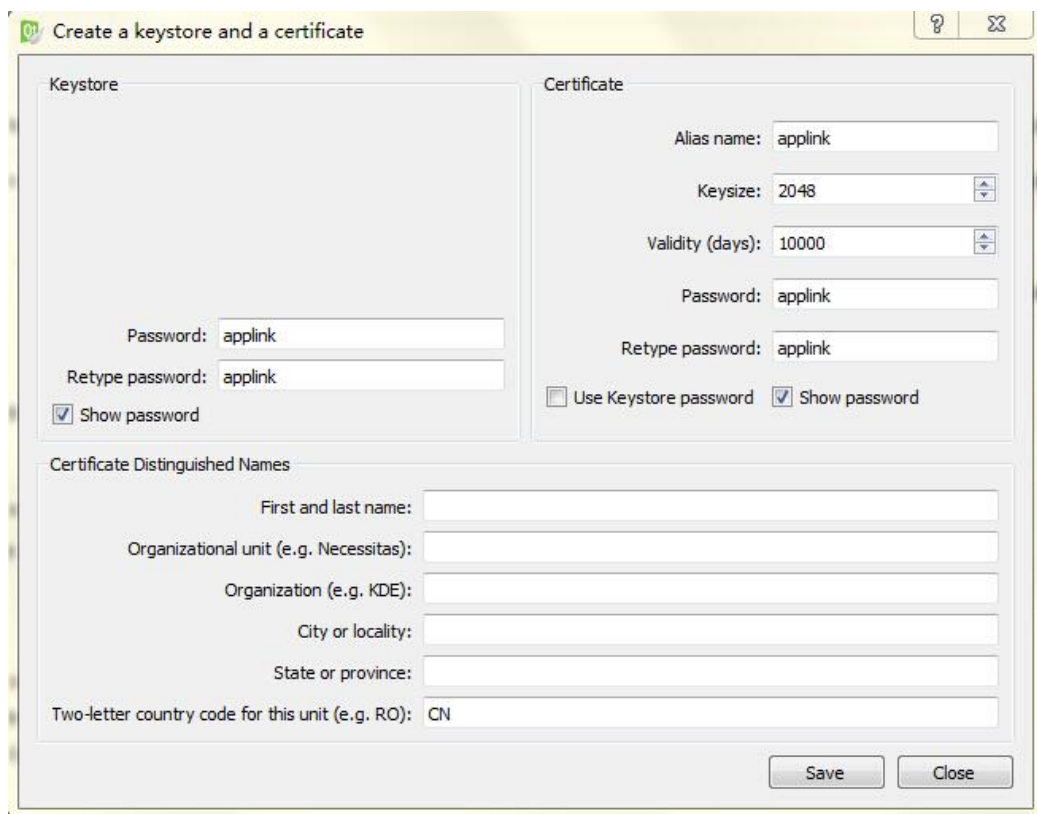 Create a keystore and a certificate
Keystore
Password: applink
Retype password: applink
Show password
Certificate
Alias name: applink
Keysize: 2048
Validity (days): 10000
Password: applink
Retype password: applink
Use Keystore password Show password
Certificate Distinguished Names
First and last name:
Organizational unit (e.g. Necessitas):
Organization (e.g. KDE):
City or locality:
State or province:
Two-letter country code for this unit (e.g. RO): CN
Save Close